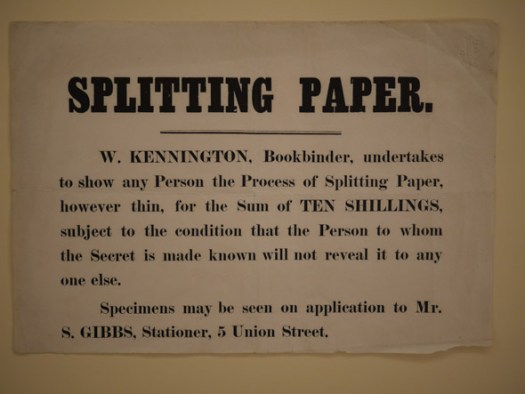 SPLITTING PAPER.
W. KENNINGTON, Bookbinder, undertakes
to show any Person the Process of Splitting Paper,
however thin, for the Sum of TEN SHILLINGS,
subject to the condition that the Person to whom
the Secret is made known will not reveal it to any
one else.
Specimens may be seen on application to Mr.
S. GIBBS, Stationer, 5 Union Street.